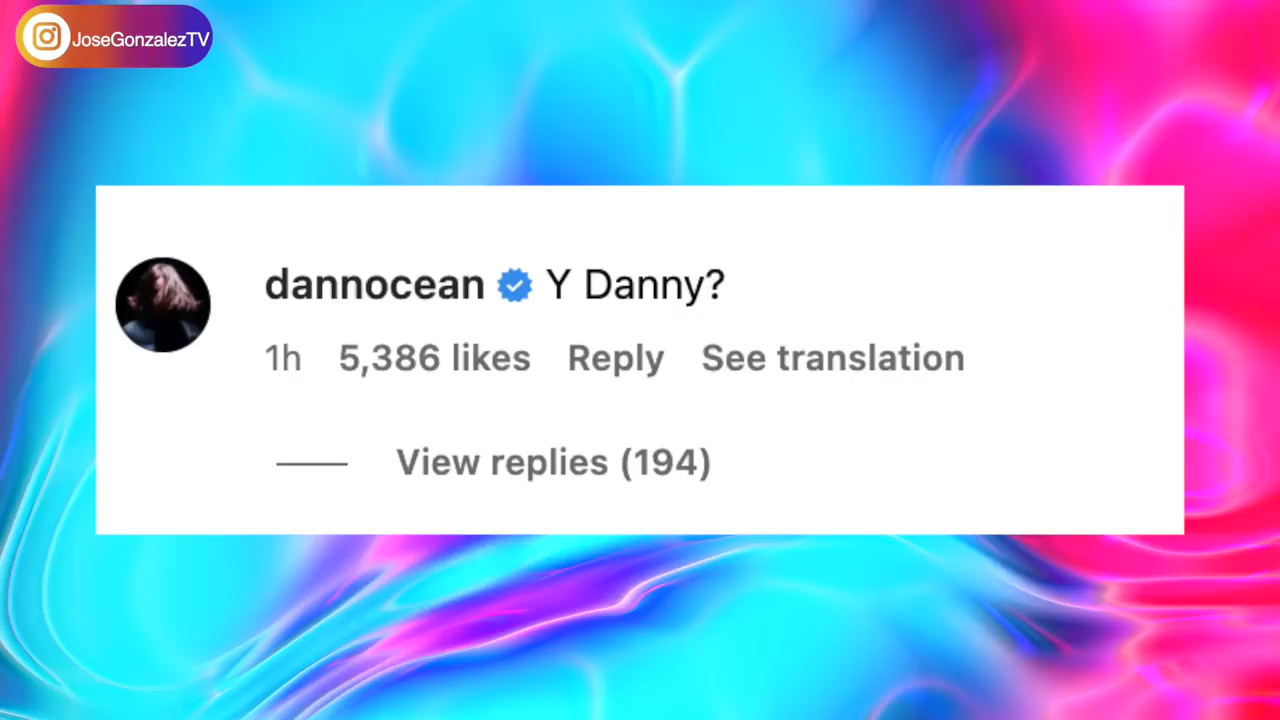 JoseGonzalezTV
dannocean Y Danny?
1h 5,386 likes Reply See translation
View replies (194)